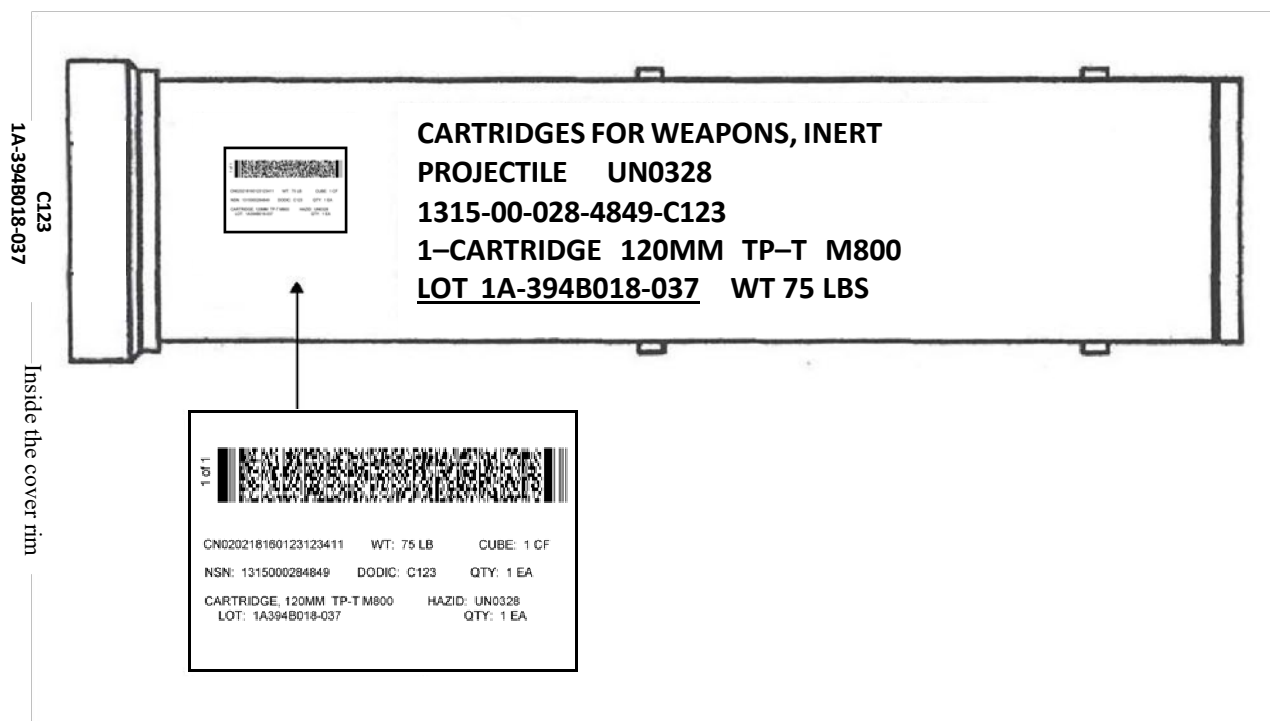 C123
1A-394B018-037
Inside the cover rim
CARTRIDGES FOR WEAPONS, INERT
PROJECTILE UN0328
1315-00-028-4849-C123
1–CARTRIDGE 120MM TP–T M800
LOT 1A-394B018-037 WT 75 LBS
1 of 1
CN0202181601231234​11 WT: 75 LB CUBE: 1 CF
NSN: 1315000284849 DODIC: C123 QTY: 1 EA
CARTRIDGE, 120MM TP-T M800 HAZID: UN0328
LOT: 1A394B018-037 QTY: 1 EA